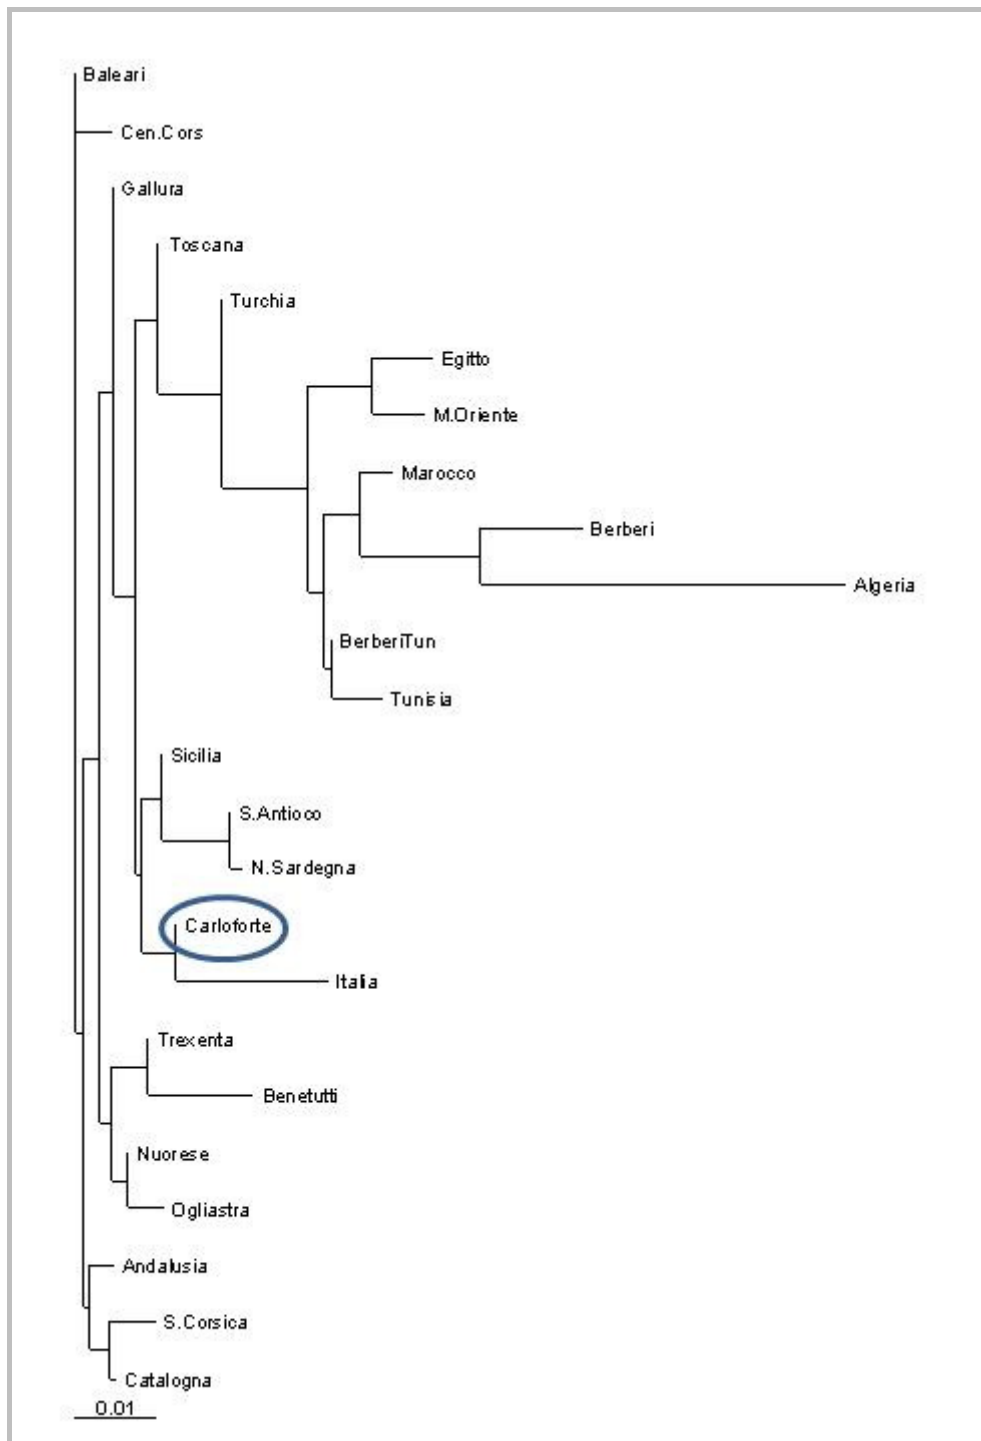 Baleari
Cen.Cors
Gallura
Toscana
Turchia
Egitto
M.Oriente
Marocco
Berberi
Algeria
BerberiTun
Tunisia
Sicilia
S.Antioco
N.Sardegna
Carloforte
Italia
Trexenta
Benetutti
Nuorese
Ogliastra
Andalusia
S.Corsica
Catalogna
0.01